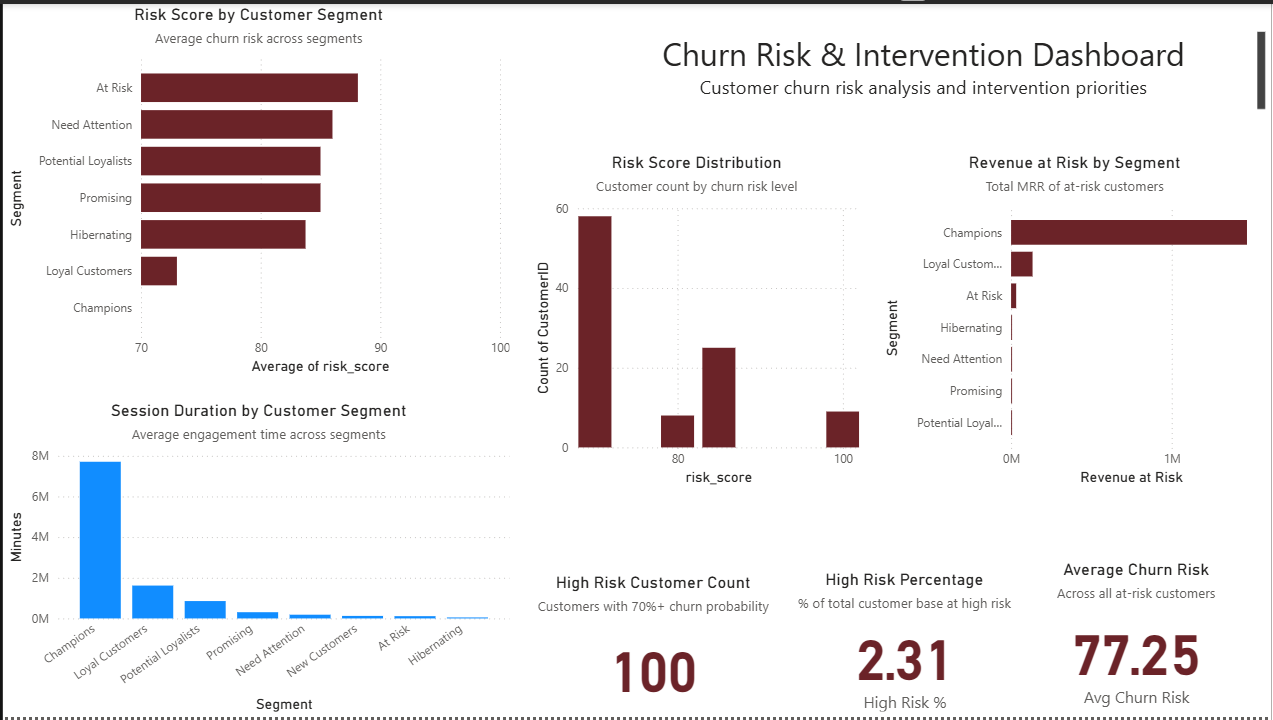 Risk Score by Customer Segment
Average churn risk across segments
Segment
At Risk
Need Attention
Potential Loyalists
Promising
Hibernating
Loyal Customers
Champions
70 80 90 100
Average of risk_score
Churn Risk & Intervention Dashboard
Customer churn risk analysis and intervention priorities
Risk Score Distribution
Customer count by churn risk level
Count of CustomerID
60
40
20
0
80 100
risk_score
Revenue at Risk by Segment
Total MRR of at-risk customers
Segment
Champions
Loyal Custom...
At Risk
Hibernating
Need Attention
Promising
Potential Loyal...
0M 1M
Revenue at Risk
Session Duration by Customer Segment
Average engagement time across segments
Minutes
8M
6M
4M
2M
0M
Champions
Loyal Customers
Potential Loyalists
Promising
Need Attention
New Customers
At Risk
Hibernating
Segment
High Risk Customer Count
Customers with 70%+ churn probability
100
High Risk Percentage
% of total customer base at high risk
2.31
High Risk %
Average Churn Risk
Across all at-risk customers
77.25
Avg Churn Risk